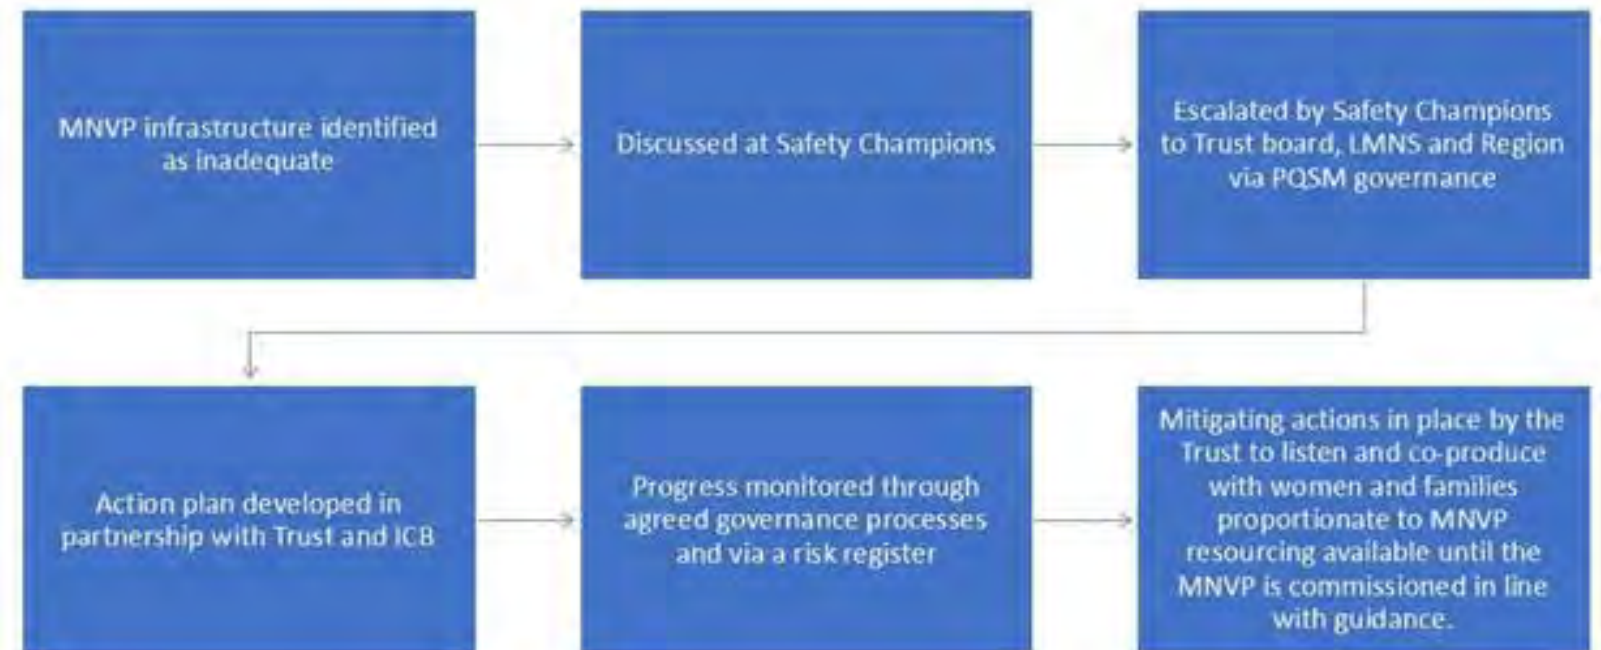 MNVP infrastructure identified
as inadequate
Discussed at Safety Champions
Escalated by Safety Champions
to Trust board, LMNS and Region
via PQSM governance
Action plan developed in
partnership with Trust and ICB
Progress monitored through
agreed governance processes
and via a risk register
Mitigating actions in place by the
Trust to listen and co-produce
with women and families
proportionate to MNVP
resourcing available until the
MNVP is commissioned in line
with guidance.